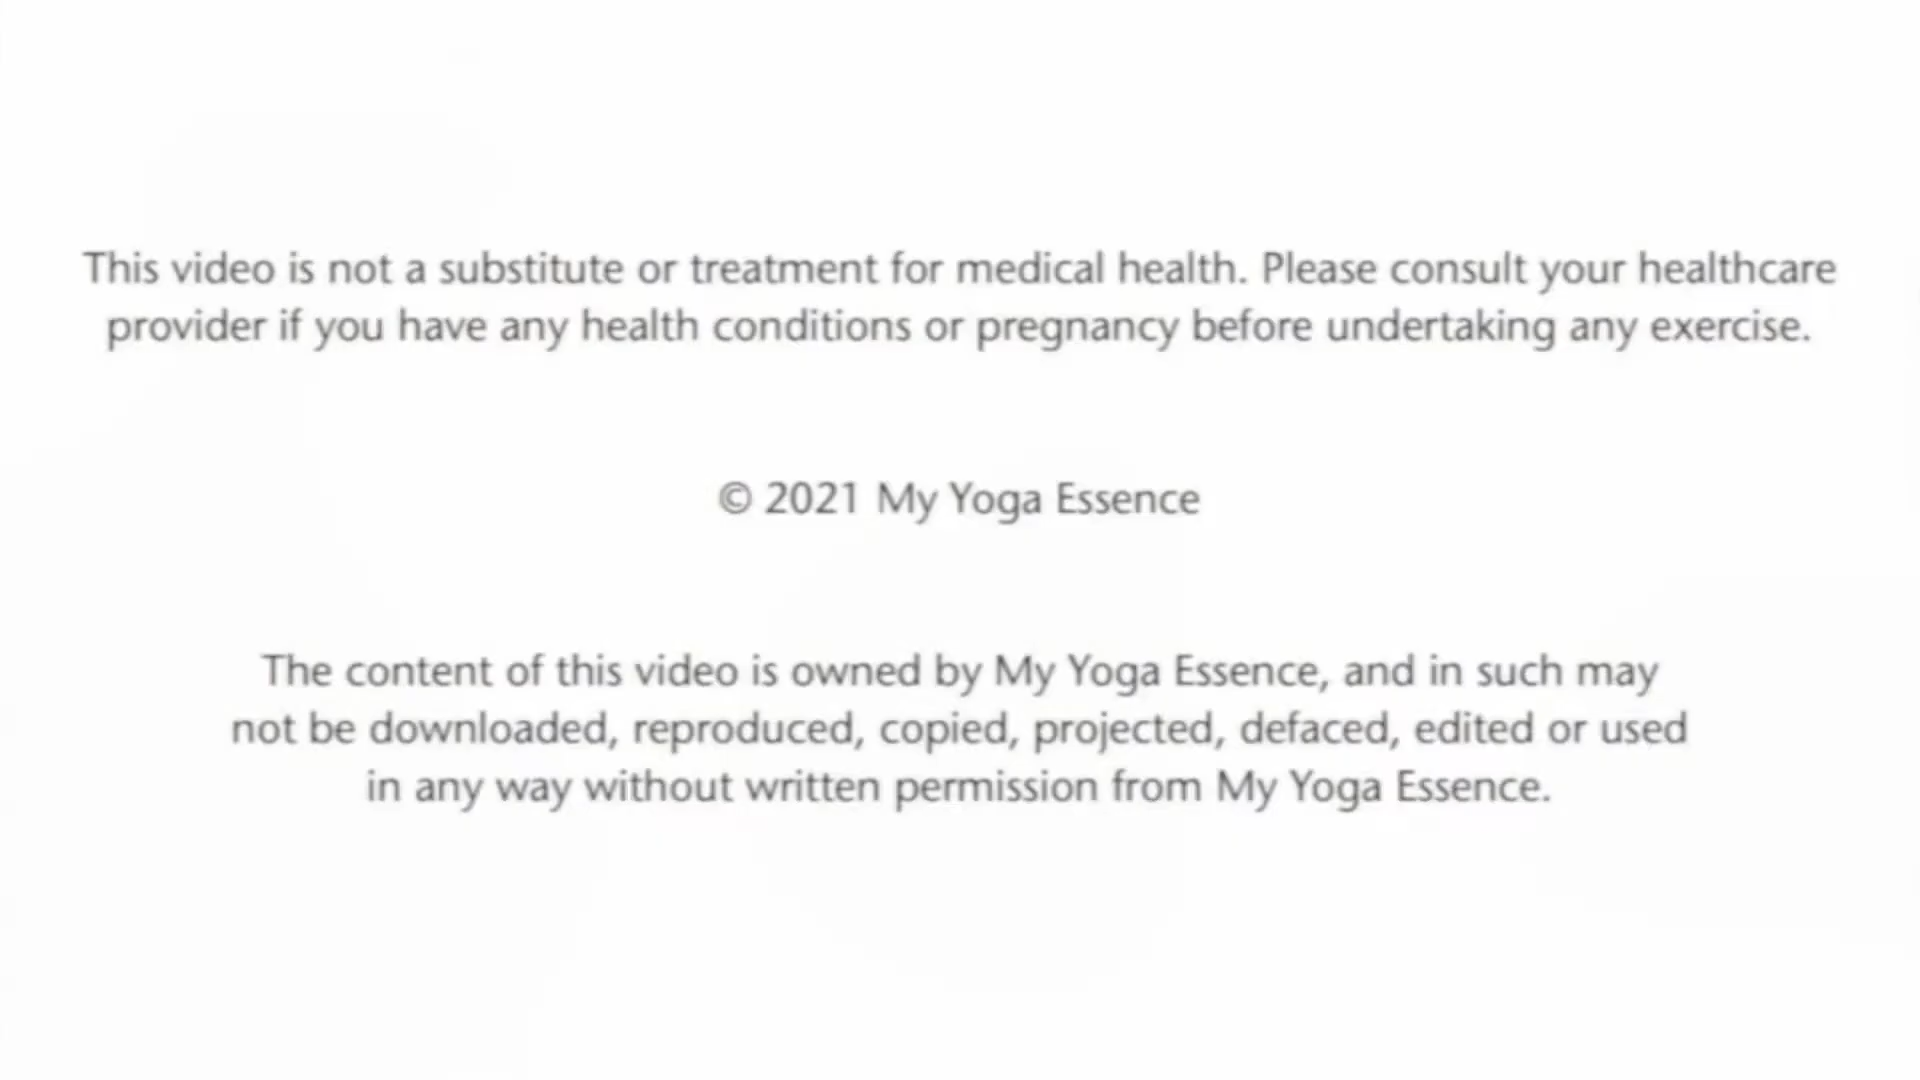 This video is not a substitute or treatment for medical health. Please consult your healthcare
provider if you have any health conditions or pregnancy before undertaking any exercise.
© 2021 My Yoga Essence
The content of this video is owned by My Yoga Essence, and in such may
not be downloaded, reproduced, copied, projected, defaced, edited or used
in any way without written permission from My Yoga Essence.